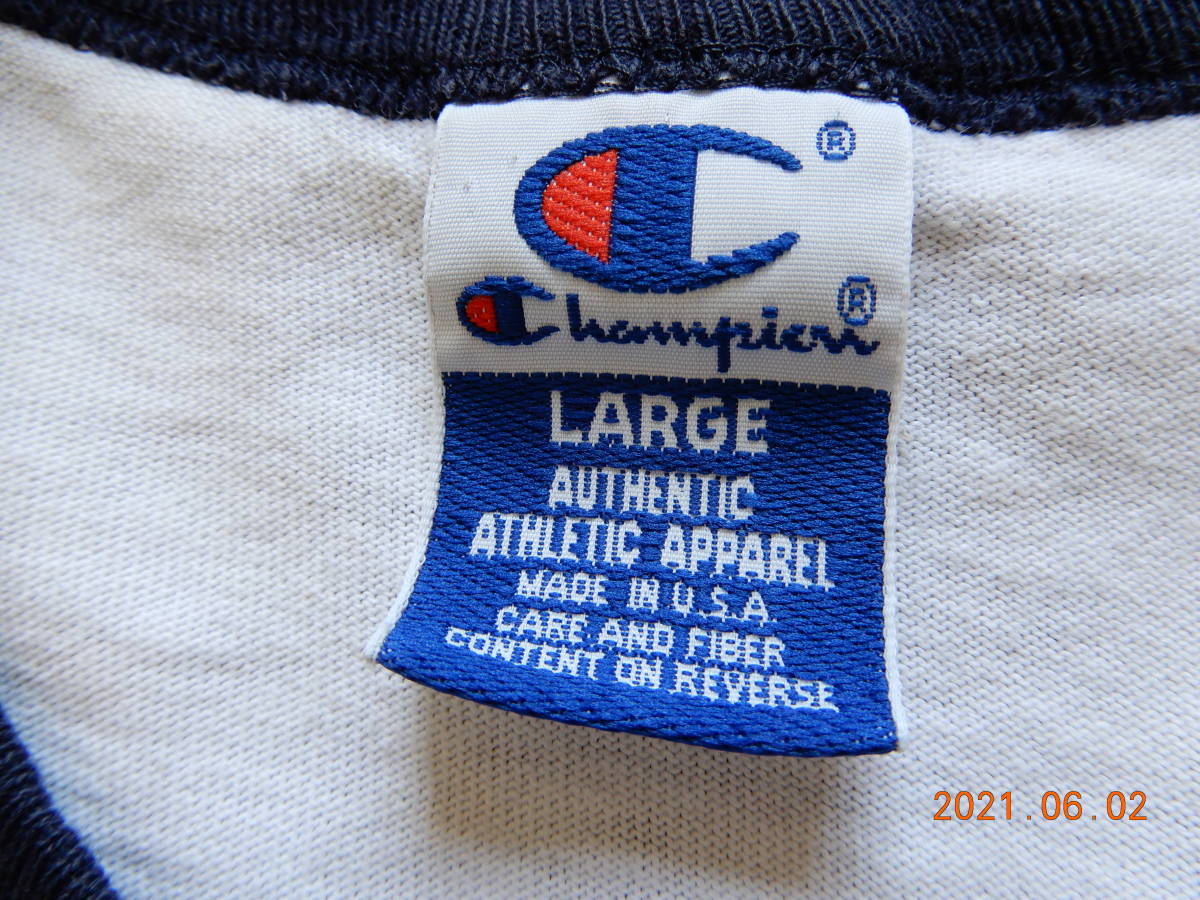 ®
Champion ®
LARGE
AUTHENTIC
ATHLETIC APPAREL
MADE IN U.S.A.
CARE AND FIBER
CONTENT ON REVERSE
2021.06.02